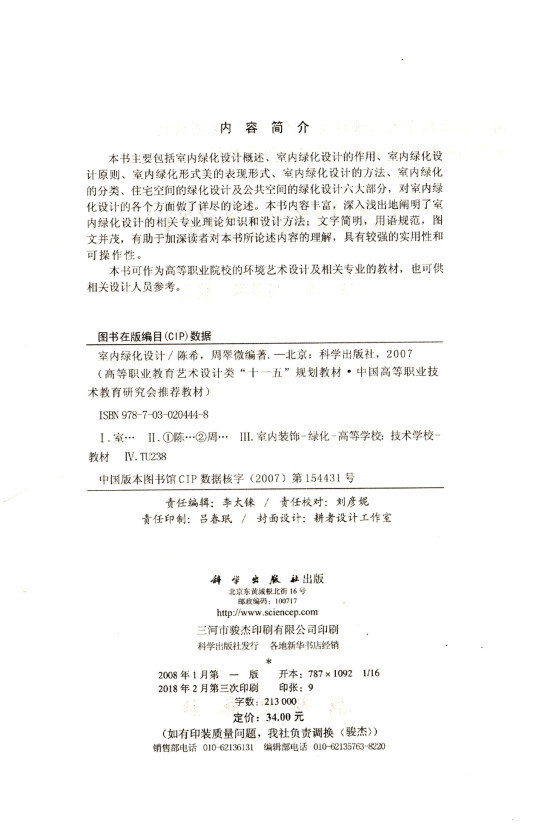 内 容 简 介
本书主要包括室内绿化设计概述、室内绿化设计的作用、室内绿化设
计原则、室内绿化形式美的表现形式、室内绿化设计的方法、室内绿化
的分类、住宅空间的绿化设计及公共空间的绿化设计六大部分，对室内绿
化设计的各个方面做了详尽的论述。本书内容丰富，深入浅出地阐明了室
内绿化设计的相关专业理论知识和设计方法；文字简明，用语规范，图
文并茂，有助于加深读者对本书所论述内容的理解，具有较强的实用性和
可操作性。
本书可作为高等职业院校的环境艺术设计及相关专业的教材，也可供
相关设计人员参考。
图书在版编目(CIP)数据
室内绿化设计/陈希，周翠微编著.—北京：科学出版社，2007
（高等职业教育艺术设计类“十一五”规划教材·中国高等职业技
术教育研究会推荐教材）
ISBN 978-7-03-020444-8
Ⅰ.室… Ⅱ.①陈…②周… Ⅲ.室内装饰-绿化-高等学校：技术学校-
教材 Ⅳ.TU238
中国版本图书馆CIP数据核字（2007）第154431号
责任编辑：李太铼 / 责任校对：刘彦妮
责任印制：吕春珉 / 封面设计：耕者设计工作室
科学出版社出版
北京东黄城根北街16号
邮政编码：100717
http://www.sciencep.com
三河市骏杰印刷有限公司印刷
科学出版社发行 各地新华书店经销
*
2008年1月第 一 版 开本：787×1092 1/16
2018年2月第三次印刷 印张：9
字数：213 000
定价：34.00元
（如有印装质量问题，我社负责调换〈骏杰〉）
销售部电话 010-62136131 编辑部电话 010-62135763-8220